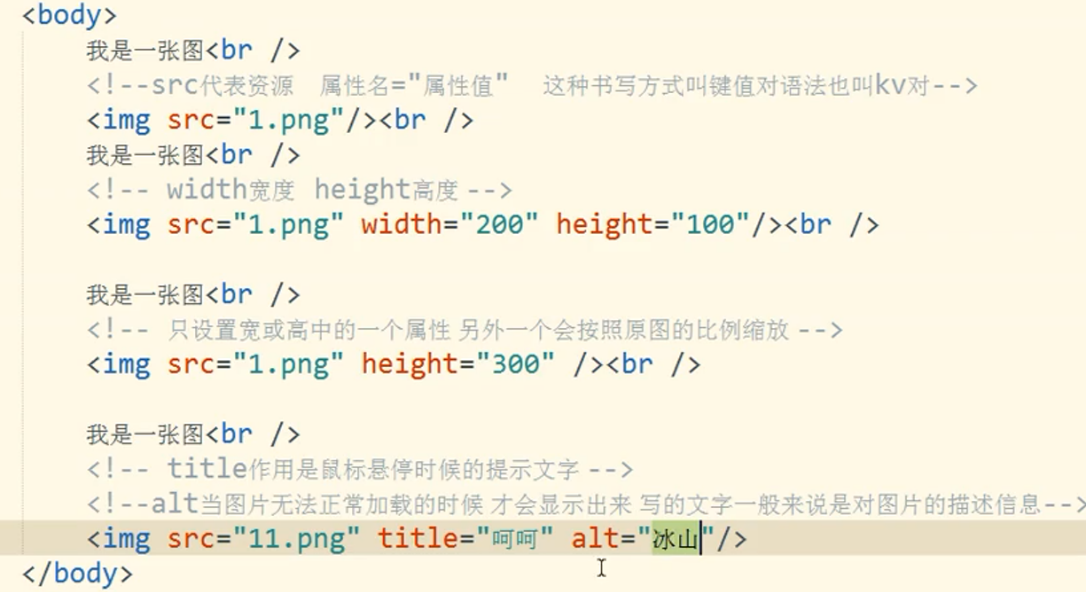 <body>
我是一张图<br />
<!--src代表资源 属性名="属性值" 这种书写方式叫键值对语法也叫kv对-->
<img src="1.png"/><br />
我是一张图<br />
<!-- width宽度 height高度 -->
<img src="1.png" width="200" height="100"/><br />
我是一张图<br />
<!-- 只设置宽或高中的一个属性 另外一个会按照原图的比例缩放 -->
<img src="1.png" height="300" /><br />
我是一张图<br />
<!-- title作用是鼠标悬停时候的提示文字 -->
<!--alt当图片无法正常加载的时候 才会显示出来 写的文字一般来说是对图片的描述信息-->
<img src="11.png" title="呵呵" alt="冰山"/>
</body>